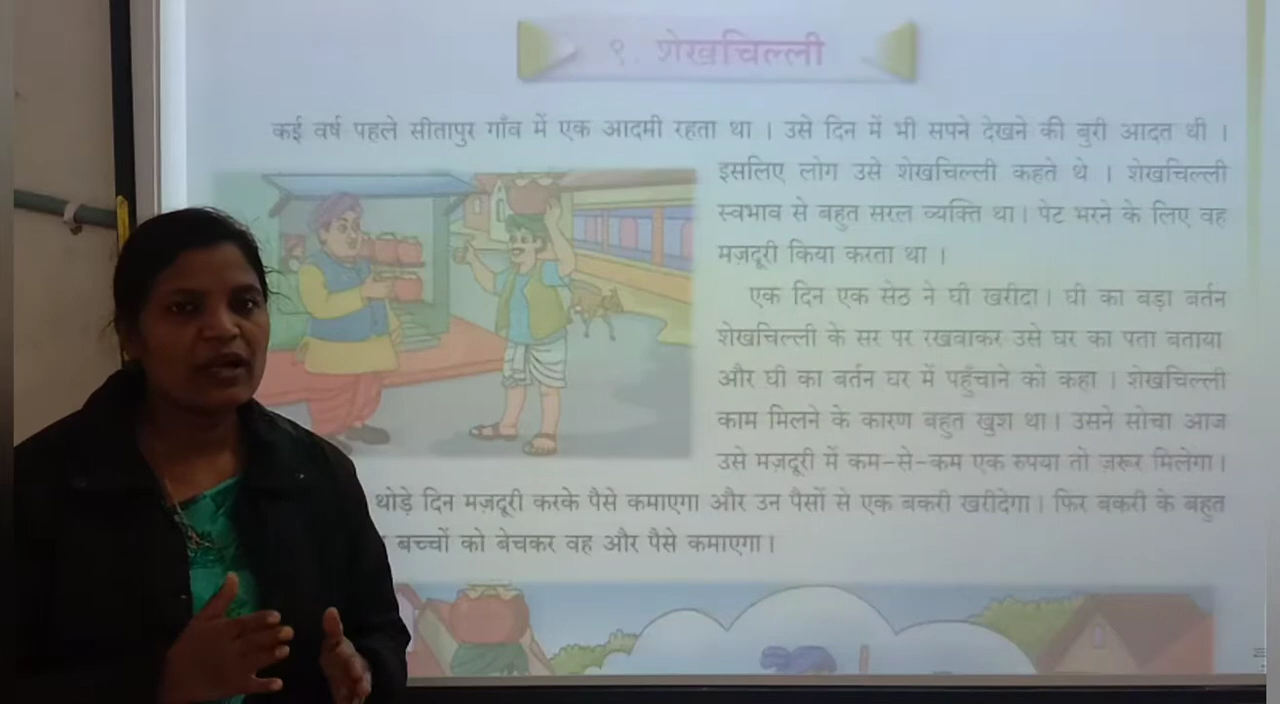 ९. शेखचिल्ली
कई वर्ष पहले सीतापुर गाँव में एक आदमी रहता था । उसे दिन में भी सपने देखने की बुरी आदत थी ।
इसलिए लोग उसे शेखचिल्ली कहते थे । शेखचिल्ली
स्वभाव से बहुत सरल व्यक्ति था। पेट भरने के लिए वह
मज़दूरी किया करता था ।
एक दिन एक सेठ ने घी खरीदा। घी का बड़ा बर्तन
शेखचिल्ली के सर पर रखवाकर उसे घर का पता बताया
और घी का बर्तन घर में पहुँचाने को कहा । शेखचिल्ली
काम मिलने के कारण बहुत खुश था। उसने सोचा आज
उसे मज़दूरी में कम-से-कम एक रुपया तो ज़रूर मिलेगा।
थोड़े दिन मज़दूरी करके पैसे कमाएगा और उन पैसों से एक बकरी खरीदेगा। फिर बकरी के बहुत
बच्चों को बेचकर वह और पैसे कमाएगा।